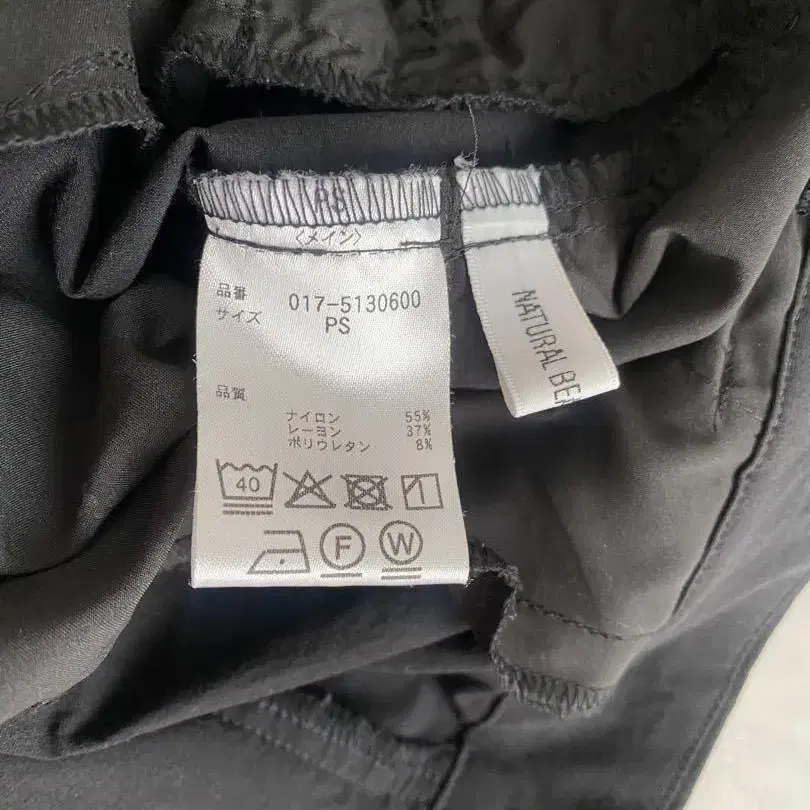 PS
〈メイン〉
品番 017-5130600
サイズ PS
品質
ナイロン 55%
レーヨン 37%
ポリウレタン 8%
40
F
W
NATURAL BE